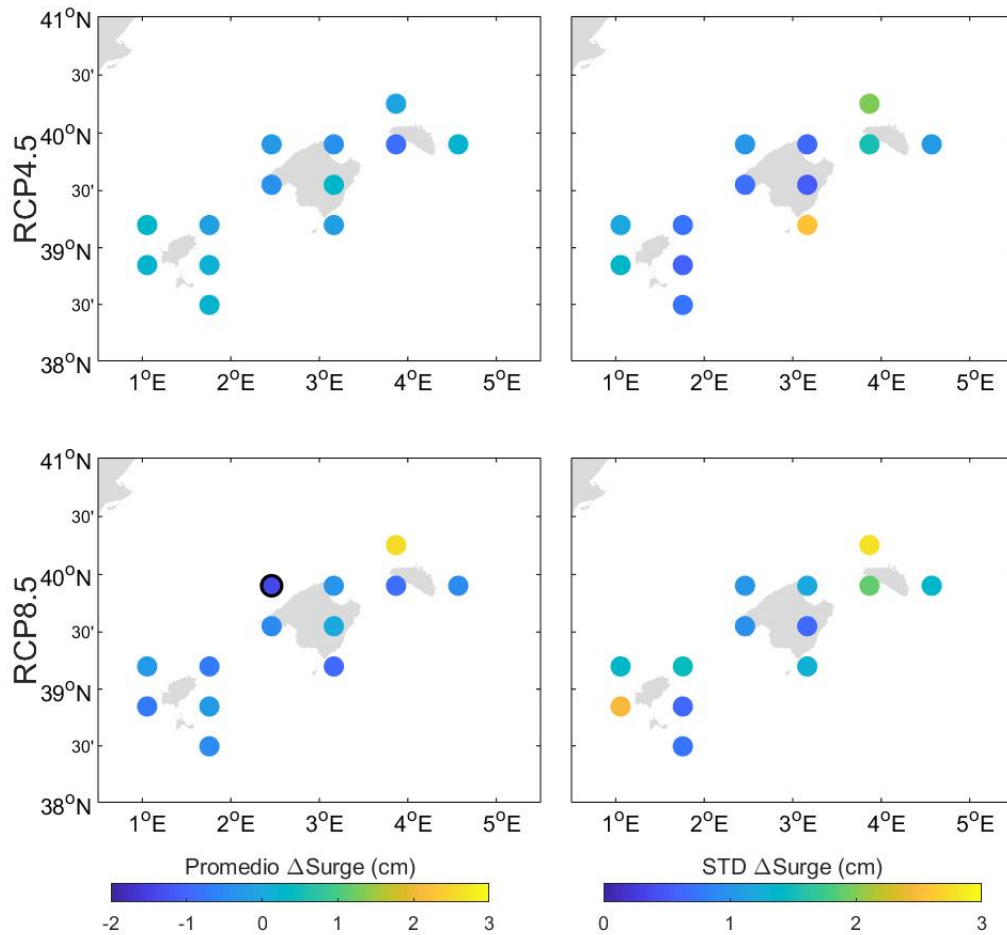 RCP4.5
41°N
30'
40°N
30'
39°N
30'
38°N
1°E 2°E 3°E 4°E 5°E
1°E 2°E 3°E 4°E 5°E
RCP8.5
41°N
30'
40°N
30'
39°N
30'
38°N
1°E 2°E 3°E 4°E 5°E
1°E 2°E 3°E 4°E 5°E
Promedio ΔSurge (cm)
-2 -1 0 1 2 3
STD ΔSurge (cm)
0 1 2 3